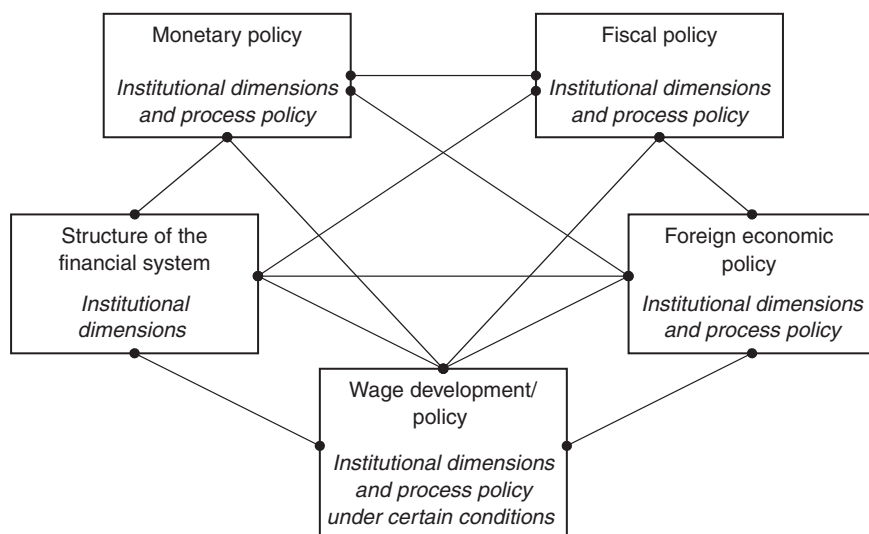 Monetary policy
Institutional dimensions
and process policy
Fiscal policy
Institutional dimensions
and process policy
Structure of the
financial system
Institutional
dimensions
Foreign economic
policy
Institutional dimensions
and process policy
Wage development/
policy
Institutional dimensions
and process policy
under certain conditions